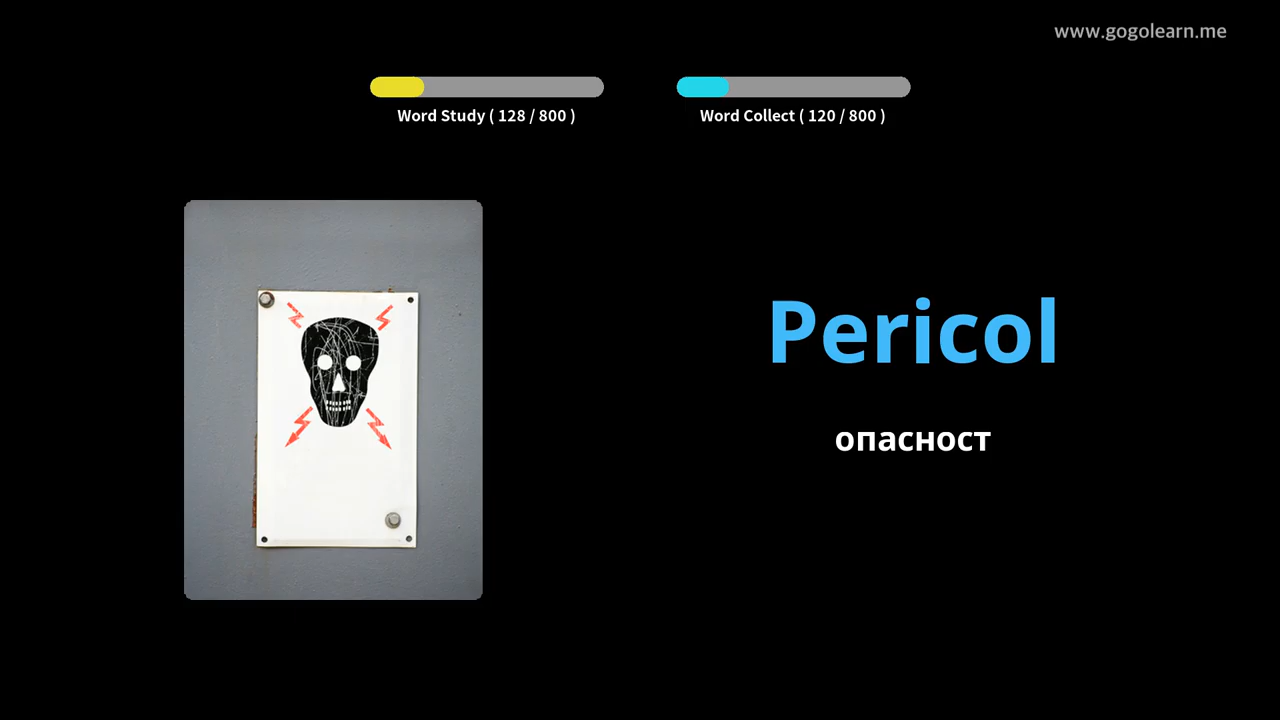 www.gogolearn.me
Word Study ( 128 / 800 )
Word Collect ( 120 / 800 )
Pericol
опасност